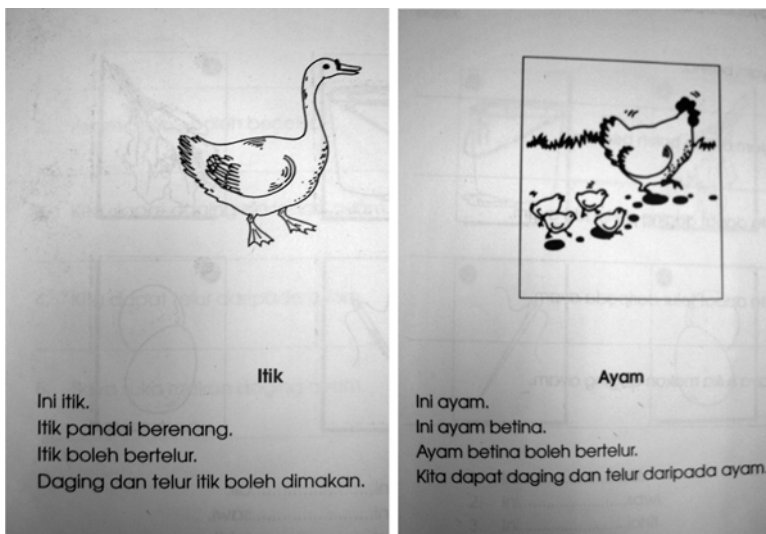 Itik
Ini itik.
Itik pandai berenang.
Itik boleh bertelur.
Daging dan telur itik boleh dimakan.
Ayam
Ini ayam.
Ini ayam betina.
Ayam betina boleh bertelur.
Kita dapat daging dan telur daripada ayam